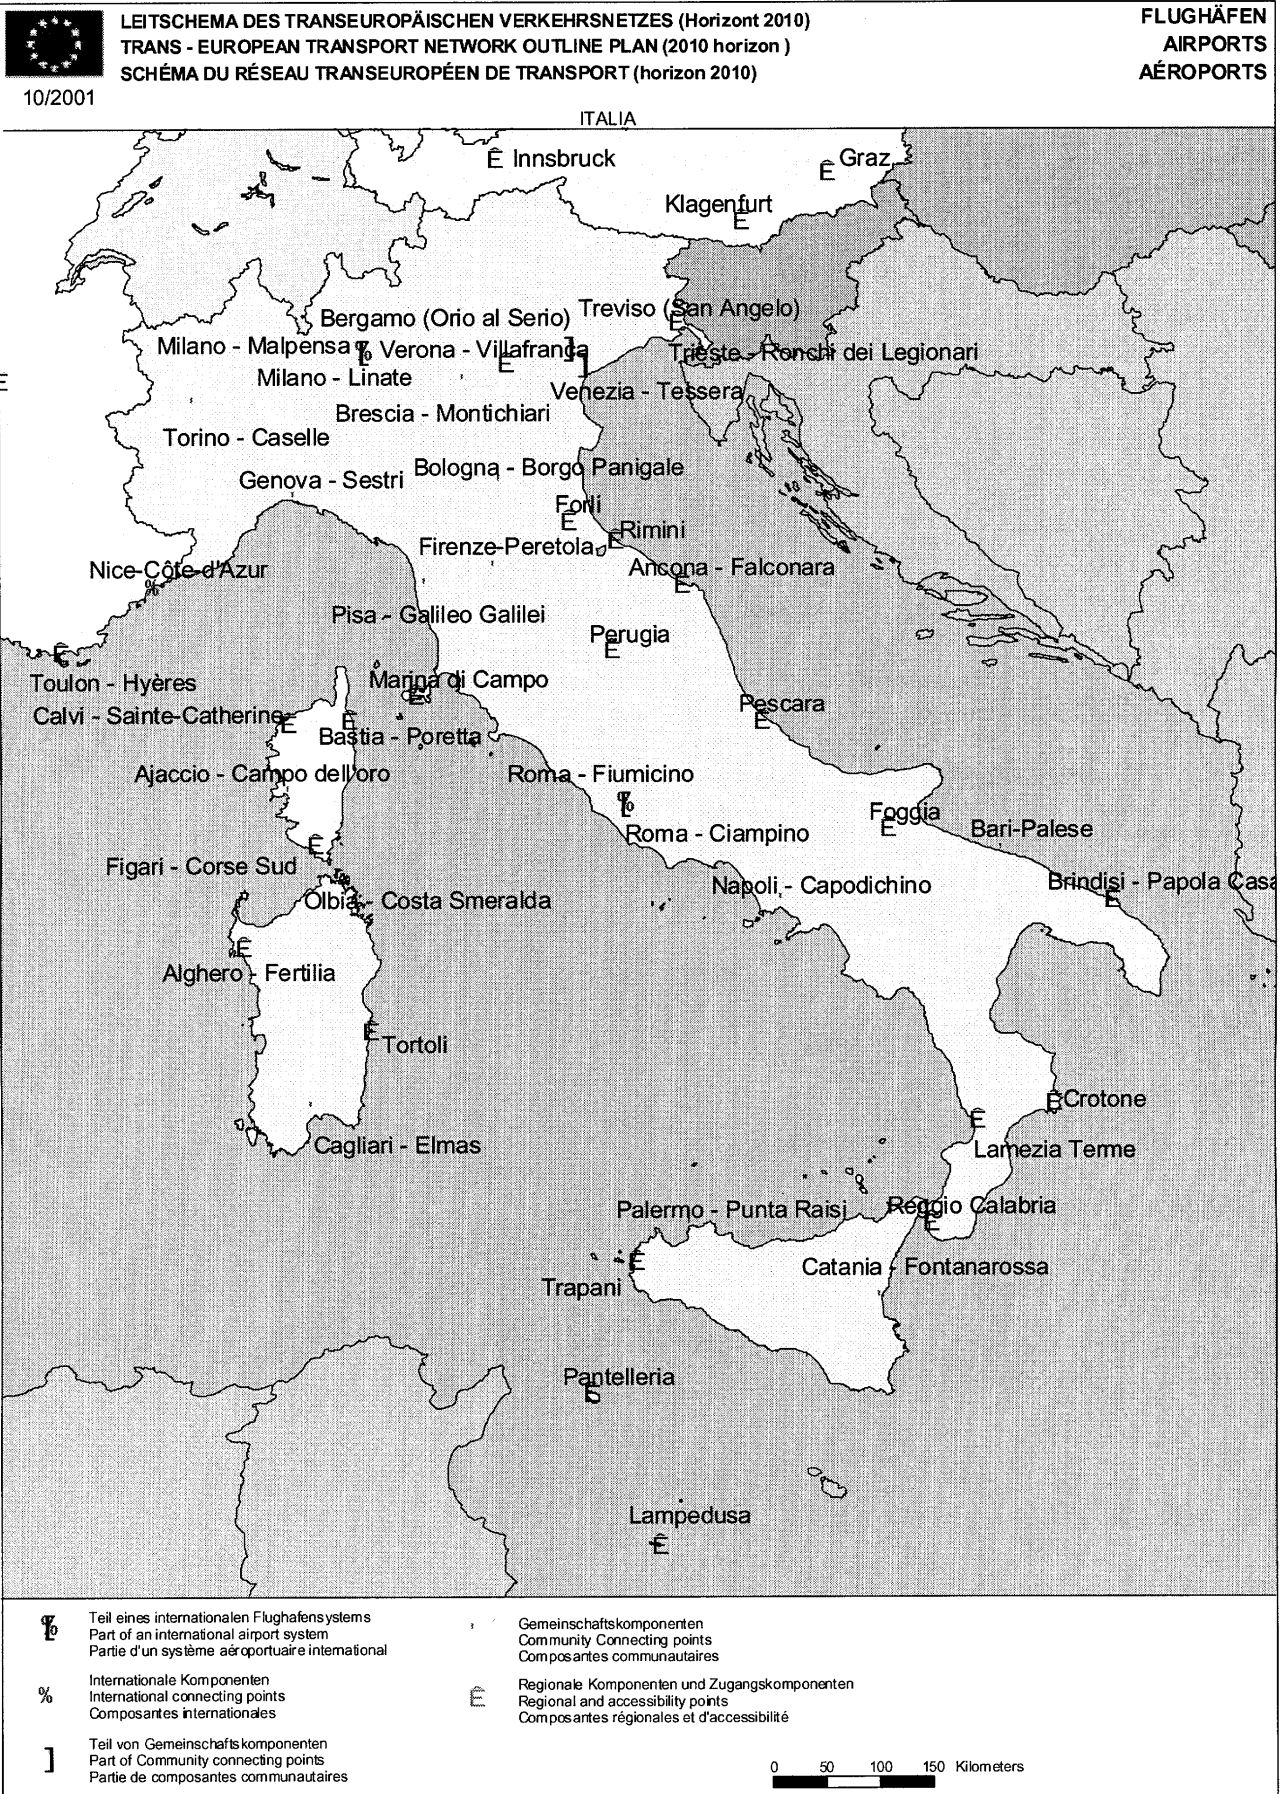 LEITSCHEMA DES TRANSEUROPÄISCHEN VERKEHRSNETZES (Horizont 2010)
TRANS - EUROPEAN TRANSPORT NETWORK OUTLINE PLAN (2010 horizon )
SCHÉMA DU RÉSEAU TRANSEUROPÉEN DE TRANSPORT (horizon 2010)
FLUGHÄFEN
AIRPORTS
AÉROPORTS
10/2001
ITALIA
Ê Innsbruck
Graz
Ê
Klagenfurt
Ê
Treviso (San Angelo)
Ê
Bergamo (Orio al Serio)
Milano - Malpensa
Verona - Villafranca
Ê
]
]
Trieste - Ronchi dei Legionari
Milano - Linate
Venezia - Tessera
Brescia - Montichiari
Torino - Caselle
Bologna - Borgo Panigale
Genova - Sestri
Forli
Ê
Rimini
Ê
Firenze-Peretola
Ancona - Falconara
Ê
Nice-Côte-d'Azur
%
Pisa - Galileo Galilei
Perugia
Ê
Ê
Toulon - Hyères
Marina di Campo
Ê
Calvi - Sainte-Catherine
Ê
Ê
Bastia - Poretta
Pescara
Ê
Ajaccio - Campo dell'oro
Roma - Fiumicino
Foggia
Ê
Roma - Ciampino
Bari-Palese
Ê
Figari - Corse Sud
Napoli - Capodichino
Brindisi - Papola Casa
Ê
Olbia - Costa Smeralda
Ê
Alghero - Fertilia
Ê
Tortoli
Ê
Crotone
Ê
Cagliari - Elmas
Lamezia Terme
Palermo - Punta Raisi
Reggio Calabria
Ê
Ê
Catania - Fontanarossa
Trapani
Pantelleria
Ê
Lampedusa
Ê
Teil eines internationalen Flughafensystems
Part of an international airport system
Partie d'un système aéroportuaire international
%
Internationale Komponenten
International connecting points
Composantes internationales
]
Teil von Gemeinschaftskomponenten
Part of Community connecting points
Partie de composantes communautaires
Gemeinschaftskomponenten
Community Connecting points
Composantes communautaires
Ê
Regionale Komponenten und Zugangskomponenten
Regional and accessibility points
Composantes régionales et d'accessibilité
0 50 100 150 Kilometers